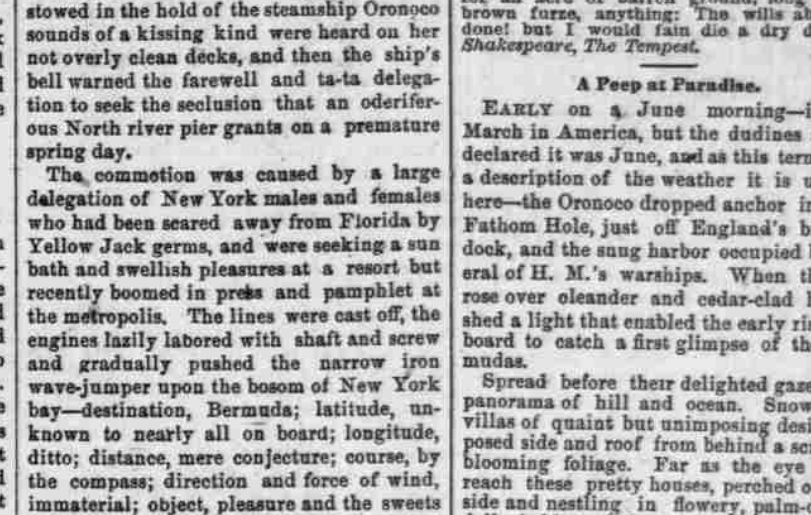 stowed in the hold of the steamship Oronoco
sounds of a kissing kind were heard on her
not overly clean decks, and then the ship's
bell warned the farewell and ta-ta delega-
tion to seek the seclusion that an oderifer-
ous North river pier grants on a premature
spring day.
The commotion was caused by a large
delegation of New York males and females
who had been scared away from Florida by
Yellow Jack germs, and were seeking a sun
bath and swellish pleasures at a resort but
recently boomed in press and pamphlet at
the metropolis. The lines were cast off, the
engines lazily labored with shaft and screw
and gradually pushed the narrow iron
wave-jumper upon the bosom of New York
bay—destination, Bermuda; latitude, un-
known to nearly all on board; longitude,
ditto; distance, mere conjecture; course, by
the compass; direction and force of wind,
immaterial; object, pleasure and the sweets
brown furze, anything: The wills a
done! but I would fain die a dry d
Shakespeare, The Tempest.
A Peep at Paradise.
EARLY on a June morning—
March in America, but the dudines
declared it was June, and as this term
a description of the weather it is u
here—the Oronoco dropped anchor in
Fathom Hole, just off England's b
dock, and the snug harbor occupied
eral of H. M.'s warships. When th
rose over oleander and cedar-clad
shed a light that enabled the early ri
board to catch a first glimpse of th
mudas.
Spread before their delighted gaz
panorama of hill and ocean. Snow
villas of quaint but unimposing desi
posed side and roof from behind a scr
blooming foliage. Far as the eye
reach these pretty houses, perched o
side and nestling in flowery, palm-